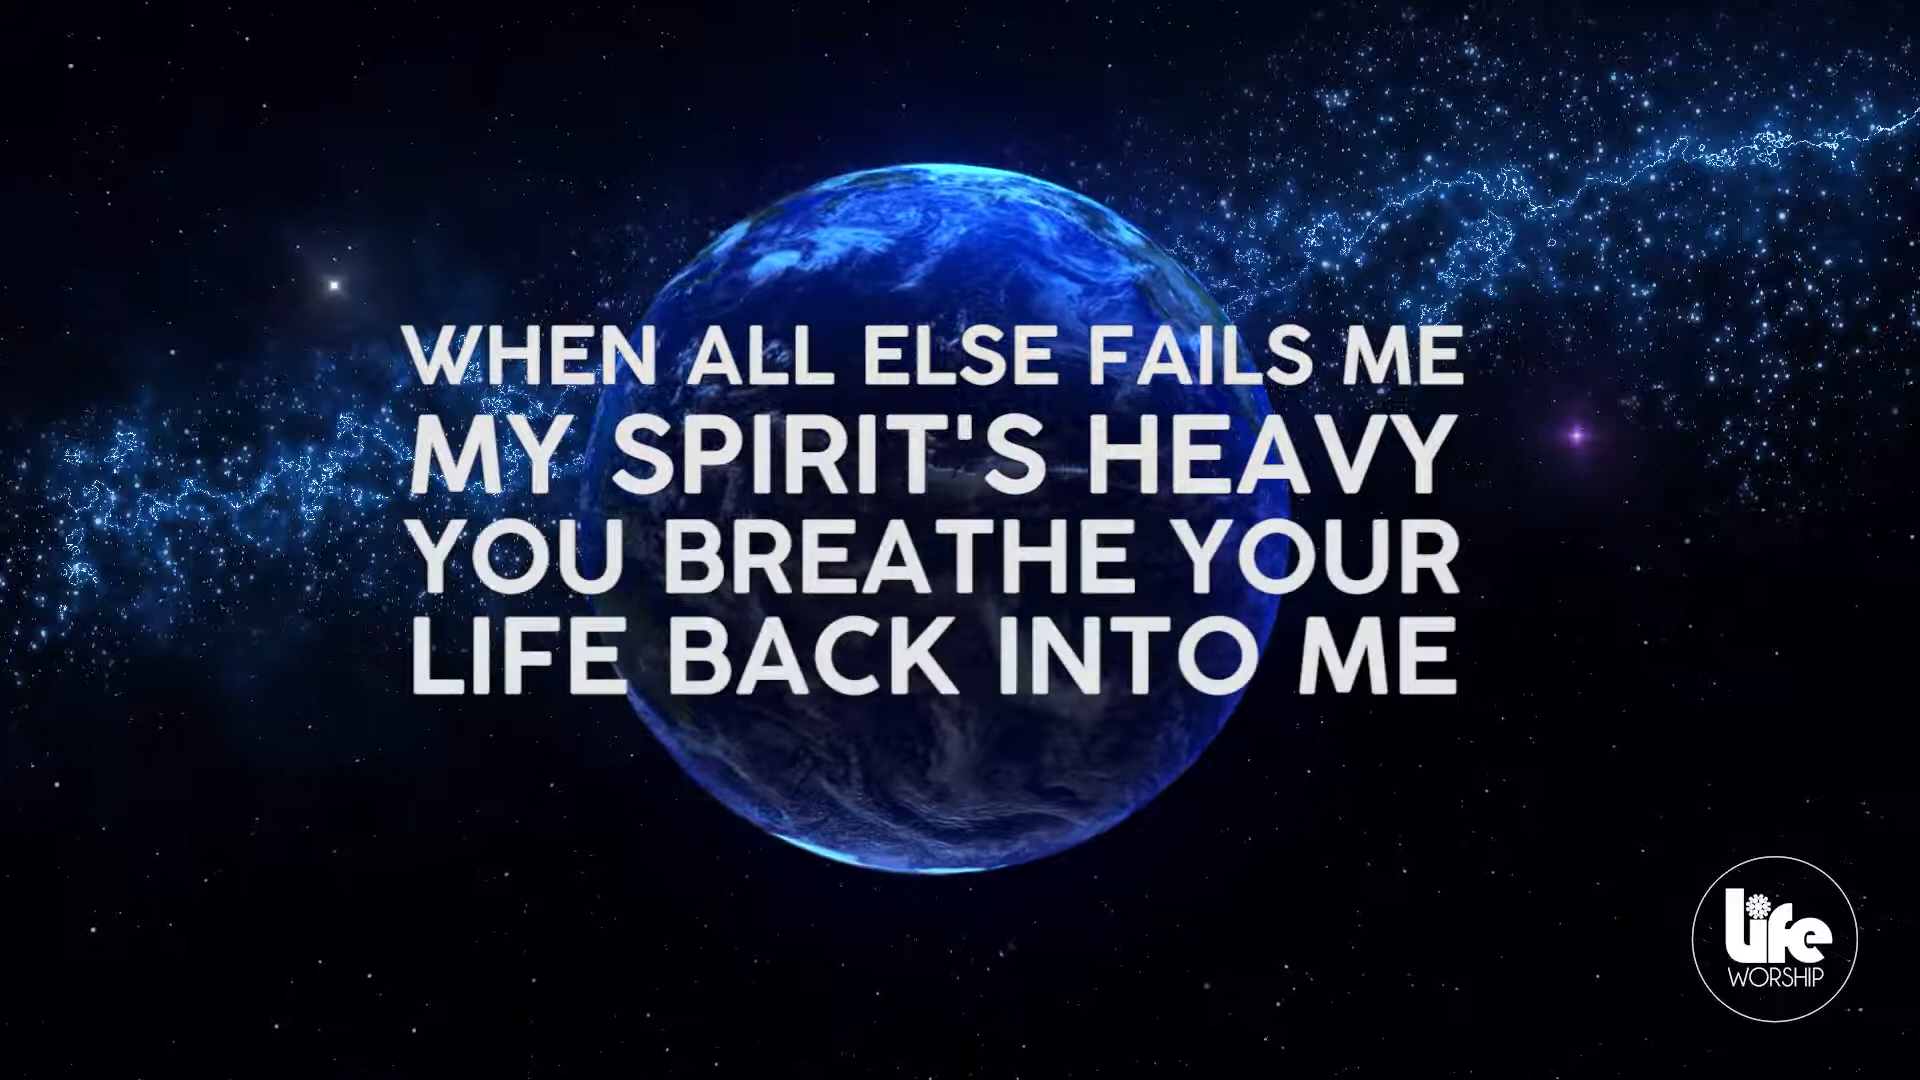 WHEN ALL ELSE FAILS ME
MY SPIRIT'S HEAVY
YOU BREATHE YOUR
LIFE BACK INTO ME
Life
WORSHIP